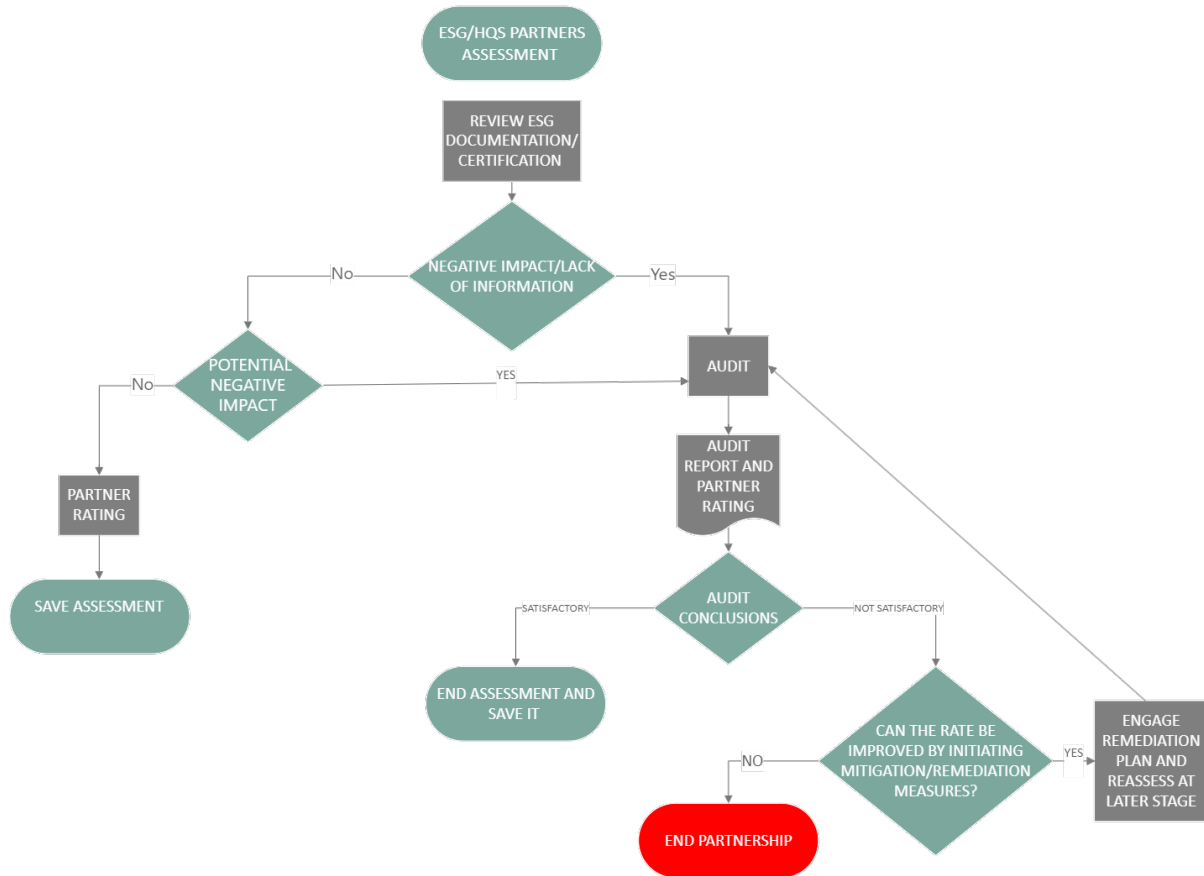 ESG/HQS PARTNERS
ASSESSMENT
REVIEW ESG
DOCUMENTATION/
CERTIFICATION
NEGATIVE IMPACT/LACK
OF INFORMATION
No
Yes
POTENTIAL
NEGATIVE
IMPACT
No
YES
AUDIT
AUDIT
REPORT AND
PARTNER
RATING
PARTNER
RATING
SAVE ASSESSMENT
AUDIT
CONCLUSIONS
SATISFACTORY
NOT SATISFACTORY
END ASSESSMENT AND
SAVE IT
CAN THE RATE BE
IMPROVED BY INITIATING
MITIGATION/REMEDIATION
MEASURES?
NO
YES
ENGAGE
REMEDIATION
PLAN AND
REASSESS AT
LATER STAGE
END PARTNERSHIP